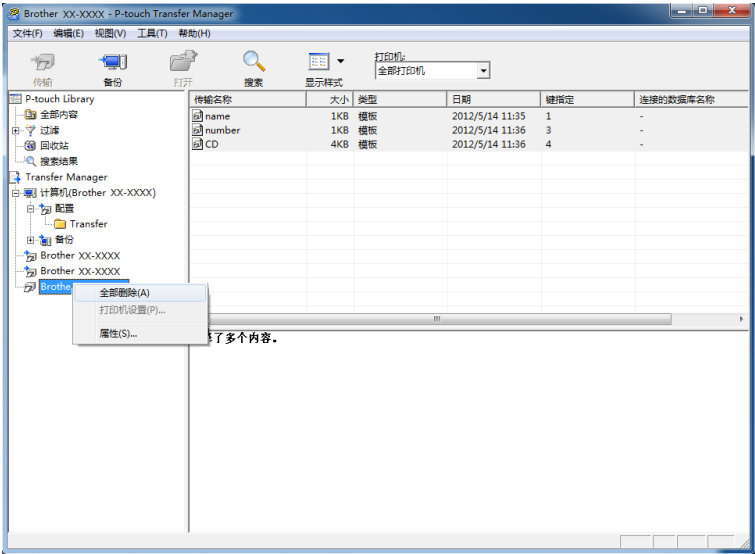 Brother XX-XXXX - P-touch Transfer Manager
文件(F) 编辑(E) 视图(V) 工具(T) 帮助(H)
传输 备份 打开 搜索 显示样式 打印机: 全部打印机
P-touch Library
全部内容
过滤
回收站
搜索结果
Transfer Manager
计算机(Brother XX-XXXX)
配置
Transfer
备份
Brother XX-XXXX
Brother XX-XXXX
Brothe
全部删除(A)
打印机设置(P)...
属性(S)...
传输名称 大小 类型 日期 键指定 连接的数据库名称
name 1KB 模板 2012/5/14 11:35 1 -
number 1KB 模板 2012/5/14 11:36 3 -
CD 4KB 模板 2012/5/14 11:36 4 -
了多个内容。